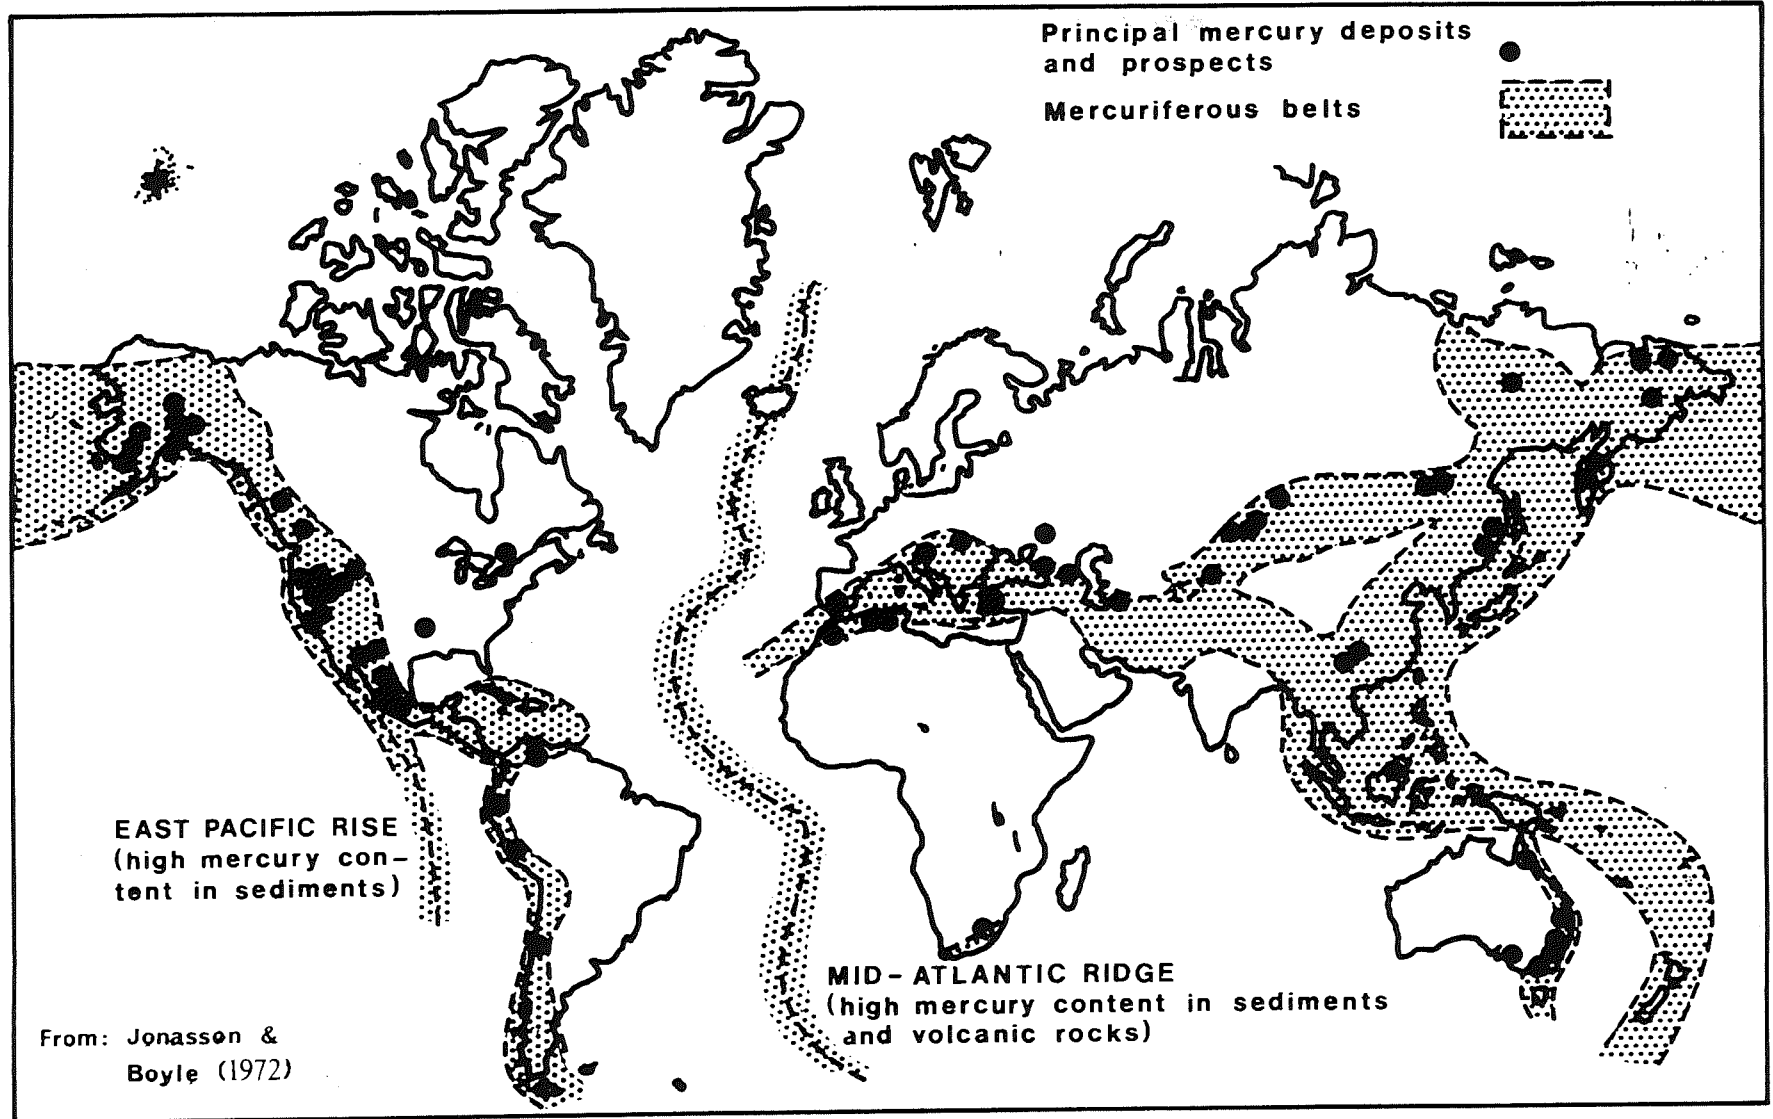 Principal mercury deposits
and prospects
Mercuriferous belts
EAST PACIFIC RISE
(high mercury con-
tent in sediments)
MID-ATLANTIC RIDGE
(high mercury content in sediments
and volcanic rocks)
From: Jonasson &
Boyle (1972)